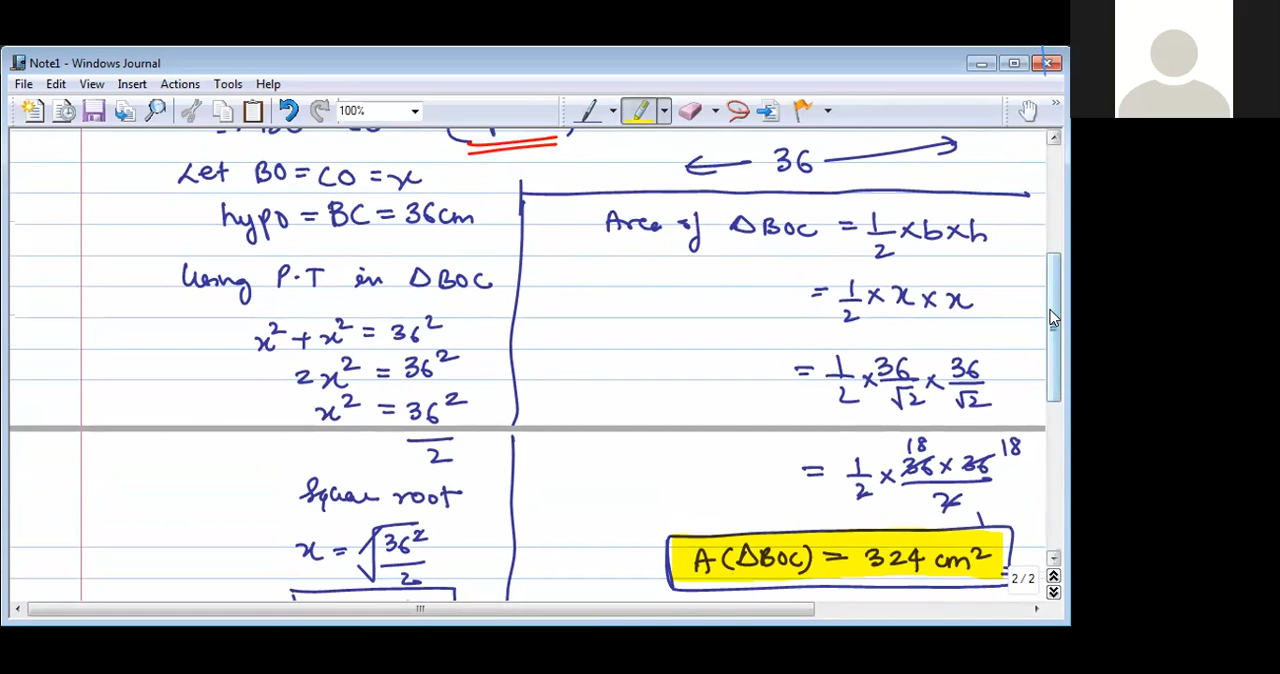 Note1 - Windows Journal
File Edit View Insert Actions Tools Help
100%
Let BO = CO = x
hypo = BC = 36cm
Using P.T in ΔBOC
x² + x² = 36²
2x² = 36²
x² = 36²
2
Square root
x = √36²/2
36
Area of ΔBOC = 1/2 × b × h
= 1/2 × x × x
= 1/2 × 36/√2 × 36/√2
18 18
= 1/2 × 36 × 36 / 2
1
A(ΔBOC) = 324 cm²
2 / 2